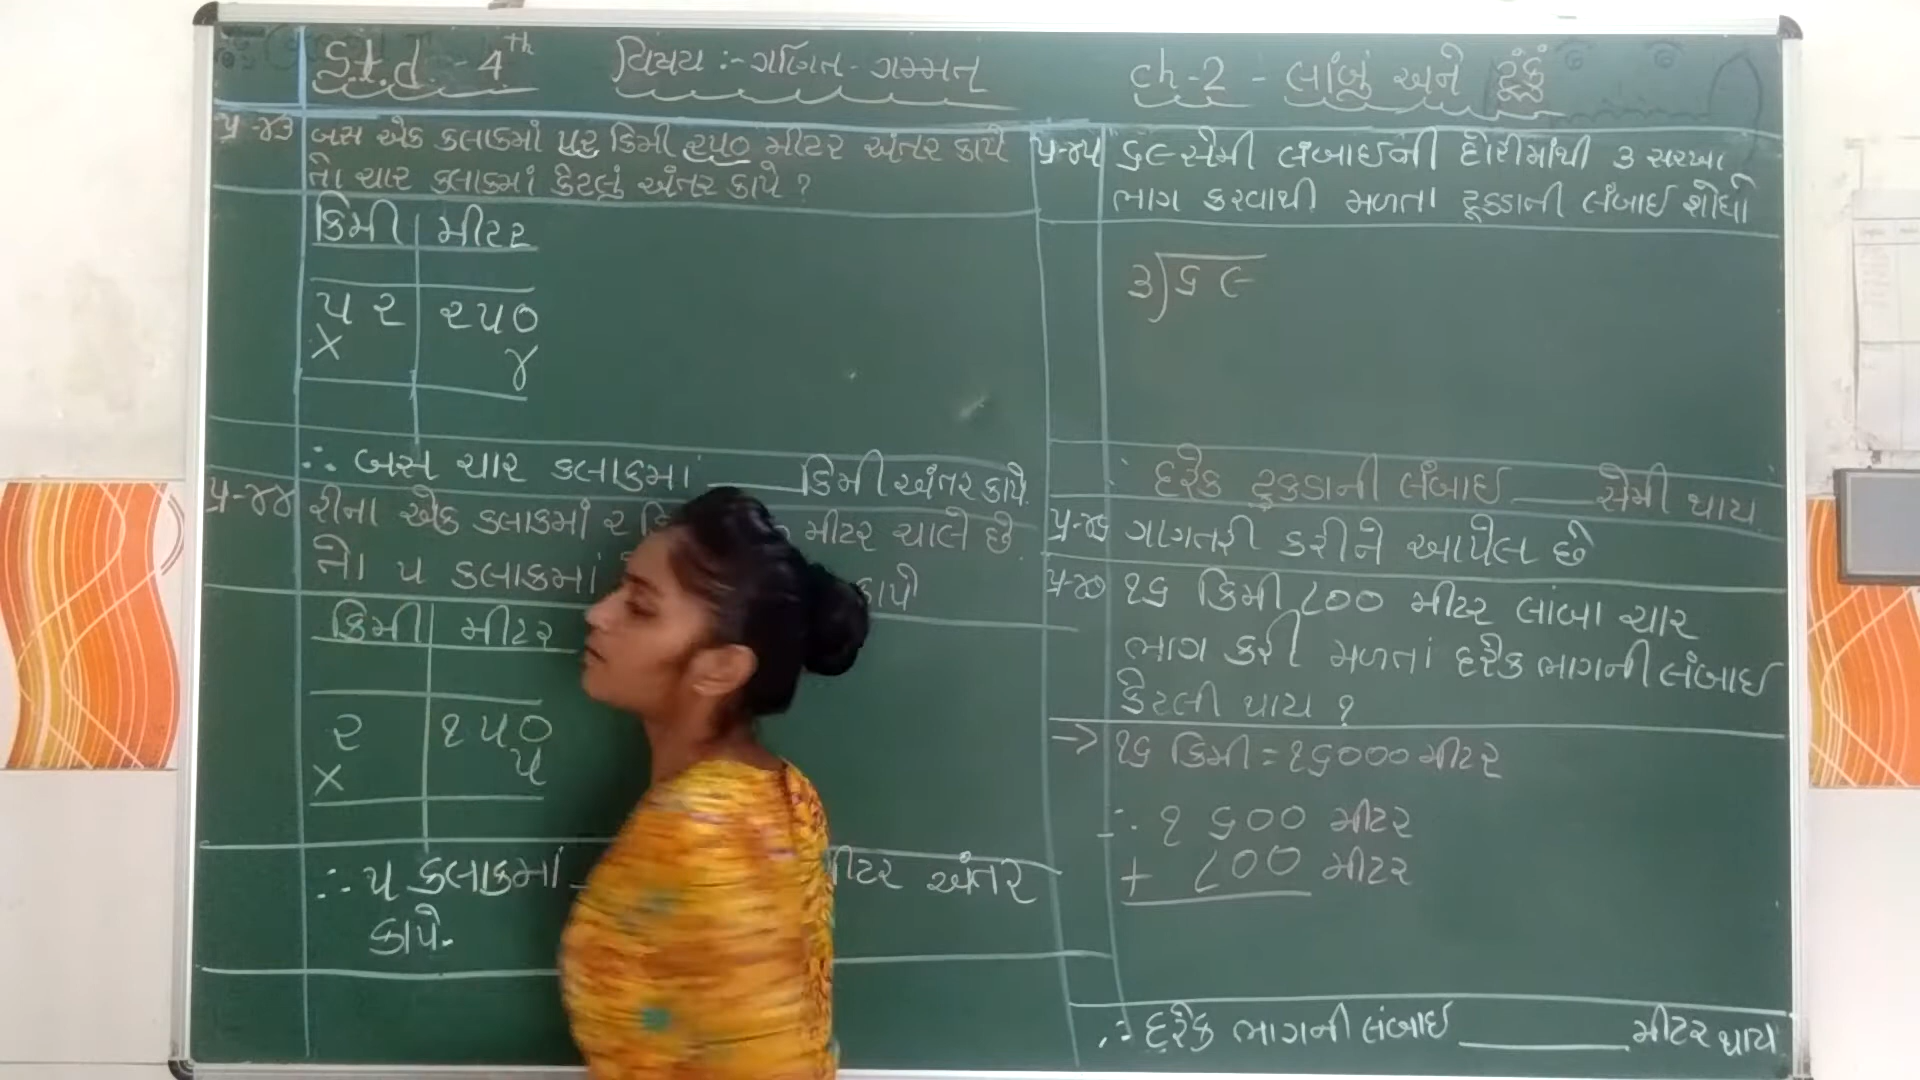 Std - 4th વિષય :- ગણિત - ગમ્મત ch-2 - લાંબુ અને ટૂંકું
પ્ર-૪૩ બસ એક કલાકમાં ૫૨ કિમી ૨૫૦ મીટર અંતર કાપે
તો ચાર કલાકમાં કેટલું અંતર કાપે ?
કિમી મીટર
૫૨ ૨૫૦
× ૪
∴ બસ ચાર કલાકમાં ____ કિમી અંતર કાપે.
પ્ર-૪૪ રીના એક કલાકમાં ૨ મીટર ચાલે છે.
તો ૫ કલાકમાં કાપે
કિમી મીટર
૨ ૧૫૦
× ૫
∴ ૫ કલાકમાં મીટર અંતર
કાપે.
પ્ર-૪૫ ૬૯ સેમી લંબાઈની દોરીમાંથી ૩ સરખા
ભાગ કરવાથી મળતા ટૂકડાની લંબાઈ શોધો
૩)૬૯
∴ દરેક ટુકડાની લંબાઈ ____ સેમી થાય
પ્ર-૪૬ ગાગતરી કરીને આપેલ છે
પ્ર-૪૭ ૧૬ કિમી ૮૦૦ મીટર લાંબા ચાર
ભાગ કરી મળતાં દરેક ભાગની લંબાઈ
કેટલી થાય ?
→ ૧૬ કિમી = ૧૬૦૦૦ મીટર
∴ ૧૬૦૦ મીટર
+ ૮૦૦ મીટર
∴ દરેક ભાગની લંબાઈ ____ મીટર થાય